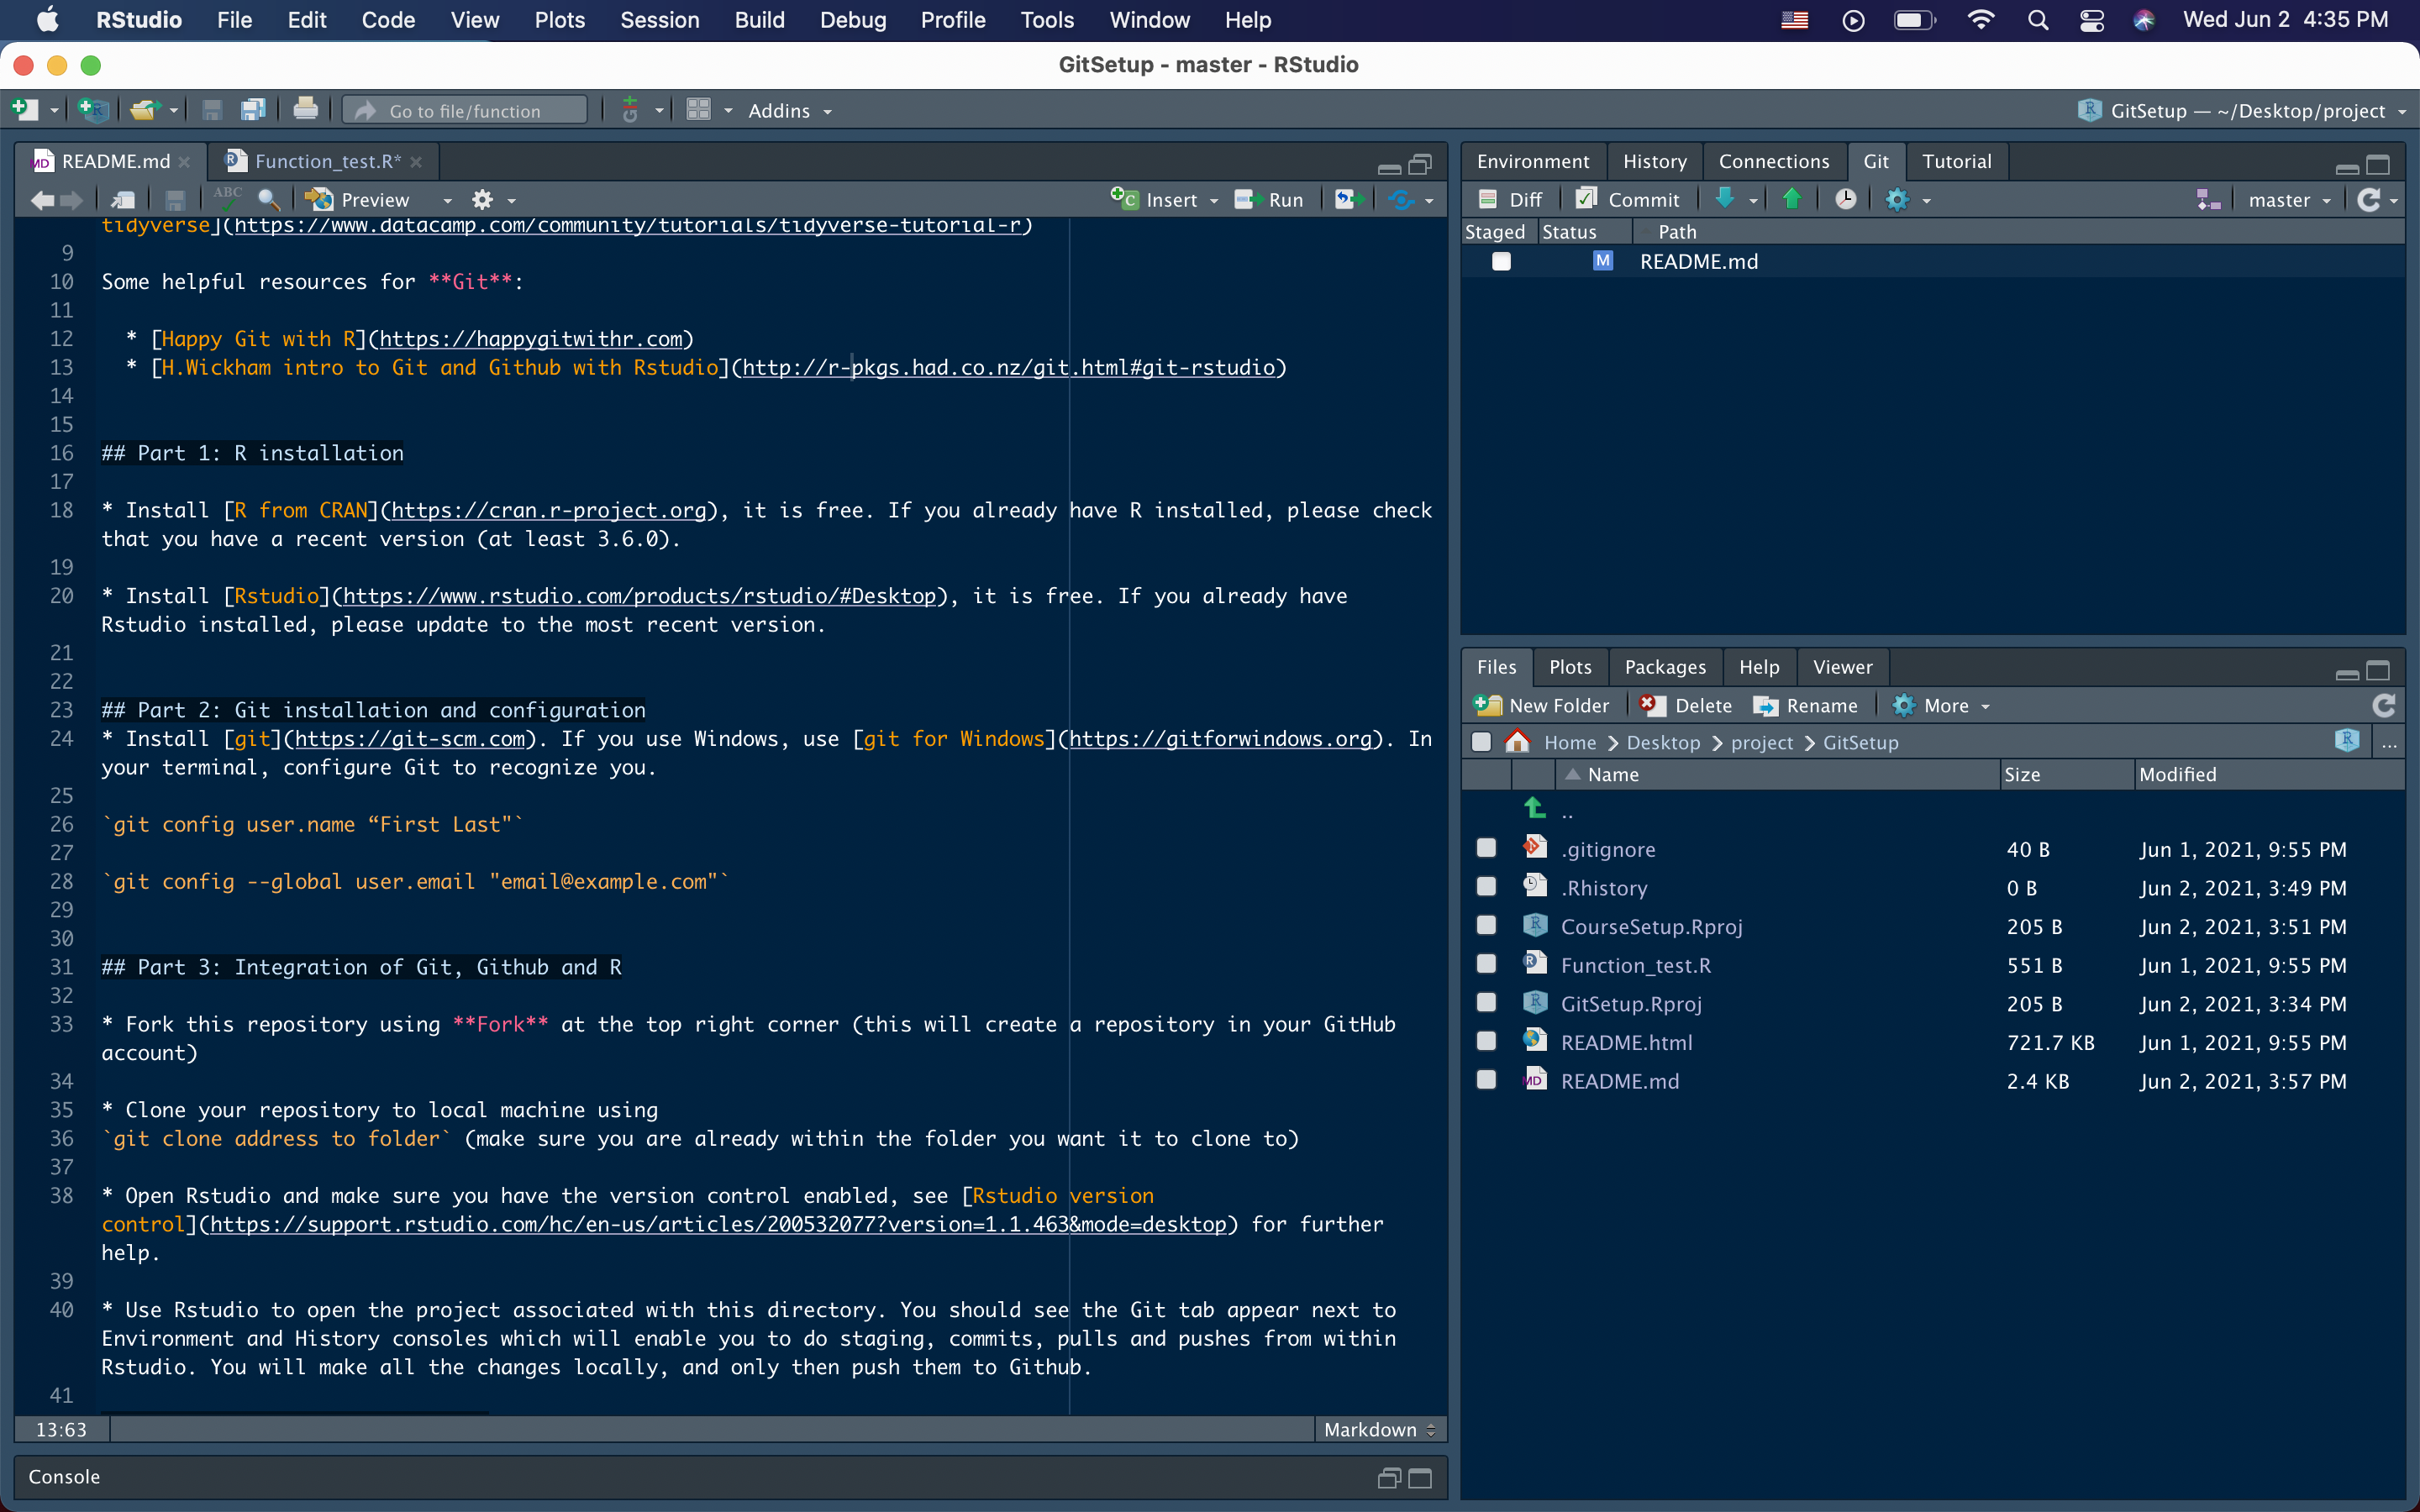 RStudio File Edit Code View Plots Session Build Debug Profile Tools Window Help Wed Jun 2 4:35 PM
GitSetup - master - RStudio
Go to file/function Addins GitSetup — ~/Desktop/project
README.md Function_test.R*
ABC Preview Insert Run
tidyverse](https://www.datacamp.com/community/tutorials/tidyverse-tutorial-r)
9
10 Some helpful resources for **Git**:
11
12 * [Happy Git with R](https://happygitwithr.com)
13 * [H.Wickham intro to Git and Github with Rstudio](http://r-pkgs.had.co.nz/git.html#git-rstudio)
14
15
16 ## Part 1: R installation
17
18 * Install [R from CRAN](https://cran.r-project.org), it is free. If you already have R installed, please check
that you have a recent version (at least 3.6.0).
19
20 * Install [Rstudio](https://www.rstudio.com/products/rstudio/#Desktop), it is free. If you already have
Rstudio installed, please update to the most recent version.
21
22
23 ## Part 2: Git installation and configuration
24 * Install [git](https://git-scm.com). If you use Windows, use [git for Windows](https://gitforwindows.org). In
your terminal, configure Git to recognize you.
25
26 `git config user.name “First Last"`
27
28 `git config --global user.email "email@example.com"`
29
30
31 ## Part 3: Integration of Git, Github and R
32
33 * Fork this repository using **Fork** at the top right corner (this will create a repository in your GitHub
account)
34
35 * Clone your repository to local machine using
36 `git clone address to folder` (make sure you are already within the folder you want it to clone to)
37
38 * Open Rstudio and make sure you have the version control enabled, see [Rstudio version
control](https://support.rstudio.com/hc/en-us/articles/200532077?version=1.1.463&mode=desktop) for further
help.
39
40 * Use Rstudio to open the project associated with this directory. You should see the Git tab appear next to
Environment and History consoles which will enable you to do staging, commits, pulls and pushes from within
Rstudio. You will make all the changes locally, and only then push them to Github.
41
13:63 Markdown
Console
Environment History Connections Git Tutorial
Diff Commit master
Staged Status Path
M README.md
Files Plots Packages Help Viewer
New Folder Delete Rename More
Home Desktop project GitSetup ...
Name Size Modified
..
.gitignore 40 B Jun 1, 2021, 9:55 PM
.Rhistory 0 B Jun 2, 2021, 3:49 PM
CourseSetup.Rproj 205 B Jun 2, 2021, 3:51 PM
Function_test.R 551 B Jun 1, 2021, 9:55 PM
GitSetup.Rproj 205 B Jun 2, 2021, 3:34 PM
README.html 721.7 KB Jun 1, 2021, 9:55 PM
README.md 2.4 KB Jun 2, 2021, 3:57 PM